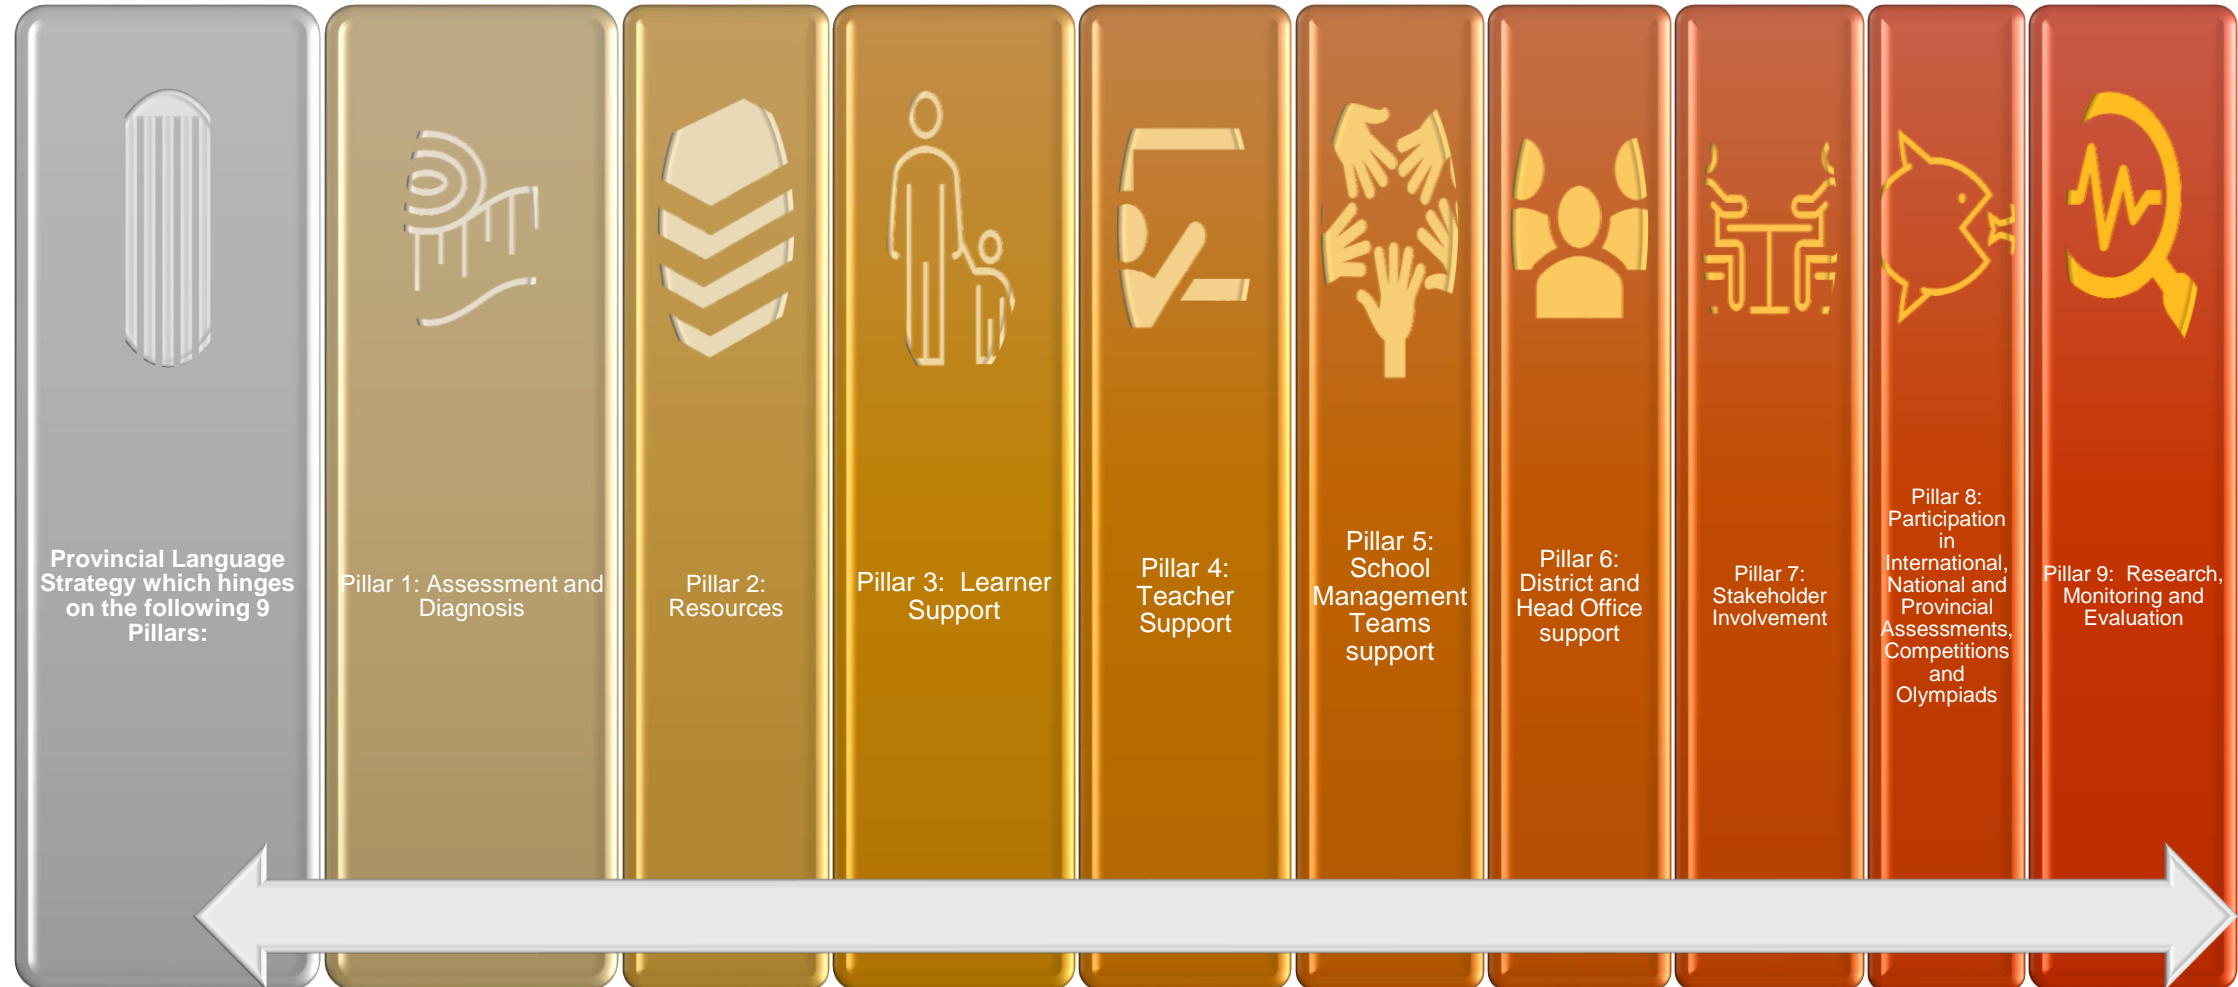 Provincial Language
Strategy which hinges
on the following 9
Pillars:
Pillar 1: Assessment and
Diagnosis
Pillar 2:
Resources
Pillar 3:  Learner
Support
Pillar 4:
Teacher
Support
Pillar 5:
School
Management
Teams
support
Pillar 6:
District and
Head Office
support
Pillar 7:
Stakeholder
Involvement
Pillar 8:
Participation
in
International,
National and
Provincial
Assessments,
Competitions
and
Olympiads
Pillar 9:  Research,
Monitoring and
Evaluation